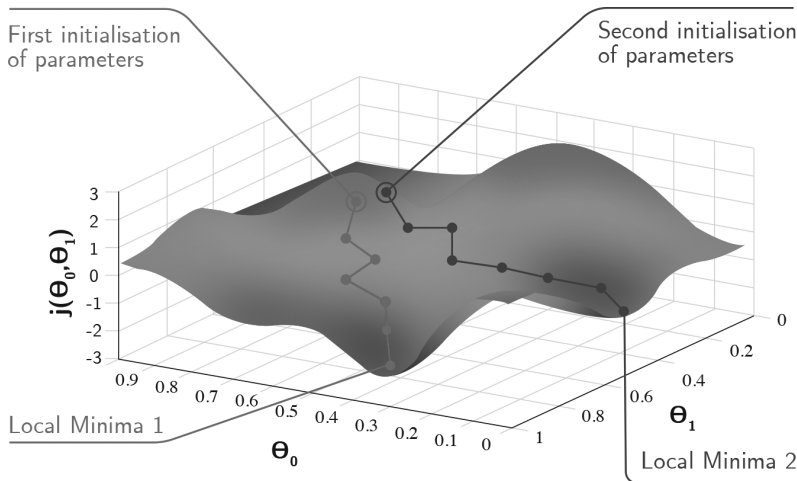 First initialisation
of parameters
Second initialisation
of parameters
j(Θ₀,Θ₁)
3
2
1
0
-1
-2
-3
0.9
0.8
0.7
0.6
0.5
0.4
0.3
0.2
0.1
0
Θ₀
1
0.8
0.6
0.4
0.2
0
Θ₁
Local Minima 1
Local Minima 2